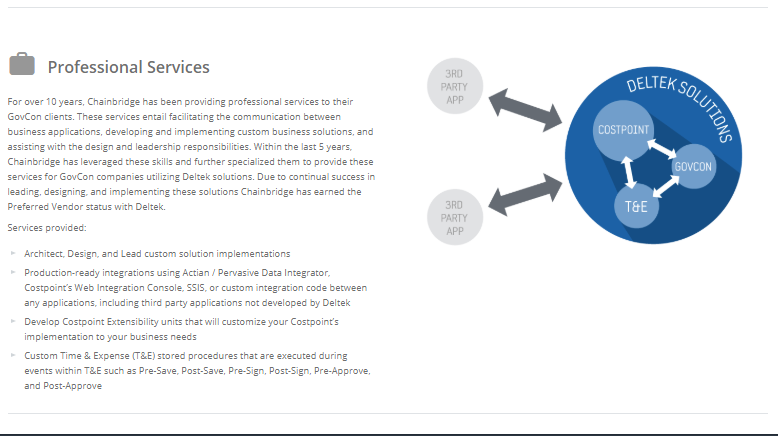 Professional Services
For over 10 years, Chainbridge has been providing professional services to their
GovCon clients. These services entail facilitating the communication between
business applications, developing and implementing custom business solutions, and
assisting with the design and leadership responsibilities. Within the last 5 years,
Chainbridge has leveraged these skills and further specialized them to provide these
services for GovCon companies utilizing Deltek solutions. Due to continual success in
leading, designing, and implementing these solutions Chainbridge has earned the
Preferred Vendor status with Deltek.
Services provided:
Architect, Design, and Lead custom solution implementations
Production-ready integrations using Actian / Pervasive Data Integrator,
Costpoint's Web Integration Console, SSIS, or custom integration code between
any applications, including third party applications not developed by Deltek
Develop Costpoint Extensibility units that will customize your Costpoint's
implementation to your business needs
Custom Time & Expense (T&E) stored procedures that are executed during
events within T&E such as Pre-Save, Post-Save, Pre-Sign, Post-Sign, Pre-Approve,
and Post-Approve
3RD
PARTY
APP
3RD
PARTY
APP
DELTEK SOLUTIONS
COSTPOINT
GOVCON
T&E